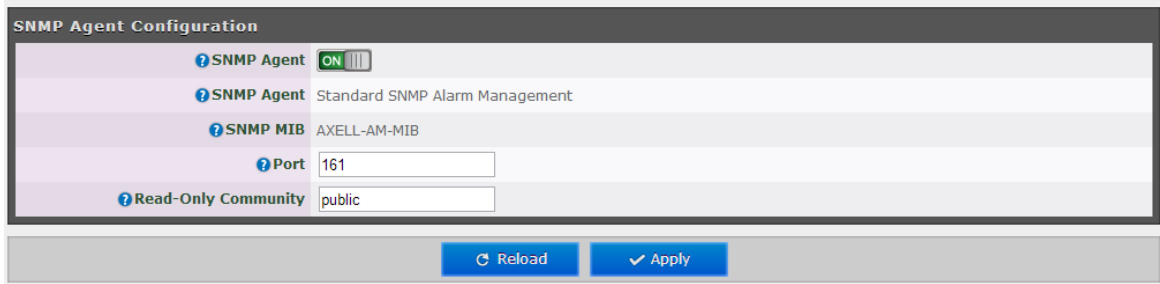 SNMP Agent Configuration
SNMP Agent ON
SNMP Agent Standard SNMP Alarm Management
SNMP MIB AXELL-AM-MIB
Port 161
Read-Only Community public
Reload Apply